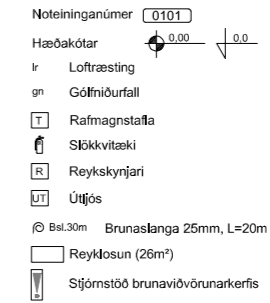 Noteininganúmer 0101
Hæðakótar 0,00 0,0
lr Loftræsting
gn Gólfniðurfall
T Rafmagnstafla
Slökkvitæki
R Reykskynjari
UT Útljós
Bsl.30m Brunaslanga 25mm, L=20m
Reyklosun (26m²)
Stjórnstöð brunaviðvörunarkerfis